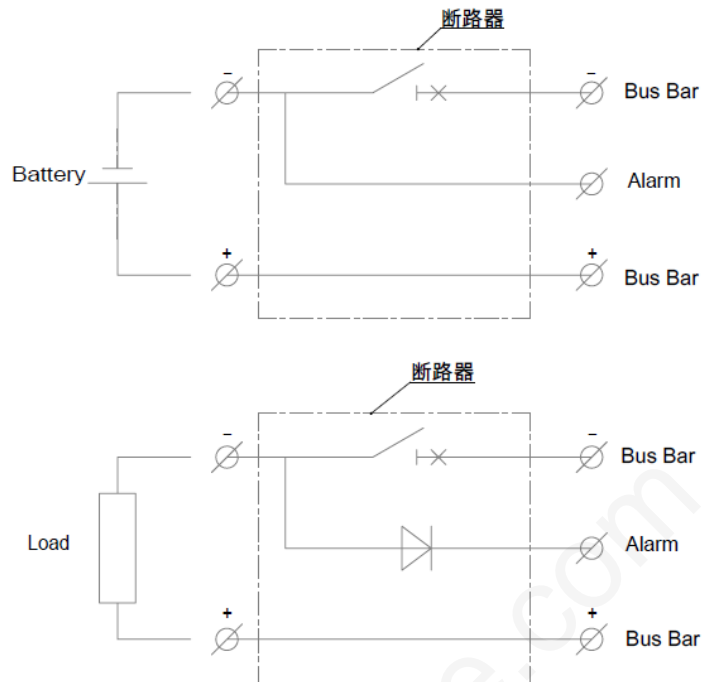 断路器
−
−
Bus Bar
Battery
Alarm
+
+
Bus Bar
断路器
−
−
Bus Bar
Load
Alarm
+
+
Bus Bar